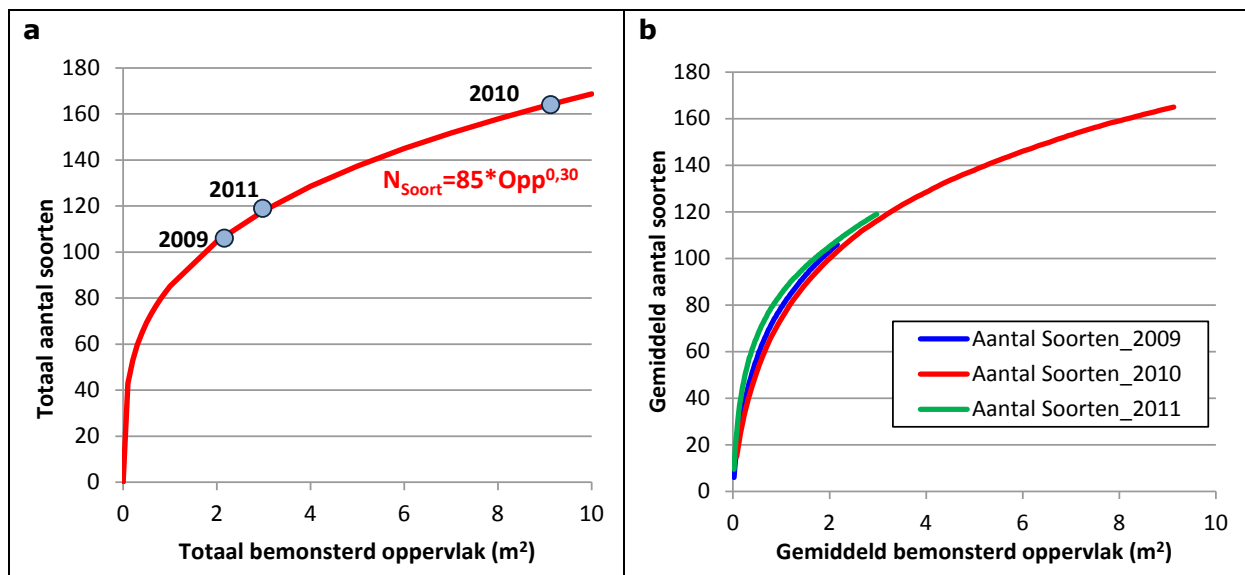 a
Totaal aantal soorten
180
160
140
120
100
80
60
40
20
0
2010
2011
2009
N_Soort=85*Opp^0,30
0 2 4 6 8 10
Totaal bemonsterd oppervlak (m²)
b
Gemiddeld aantal soorten
180
160
140
120
100
80
60
40
20
0
Aantal Soorten_2009
Aantal Soorten_2010
Aantal Soorten_2011
0 2 4 6 8 10
Gemiddeld bemonsterd oppervlak (m²)